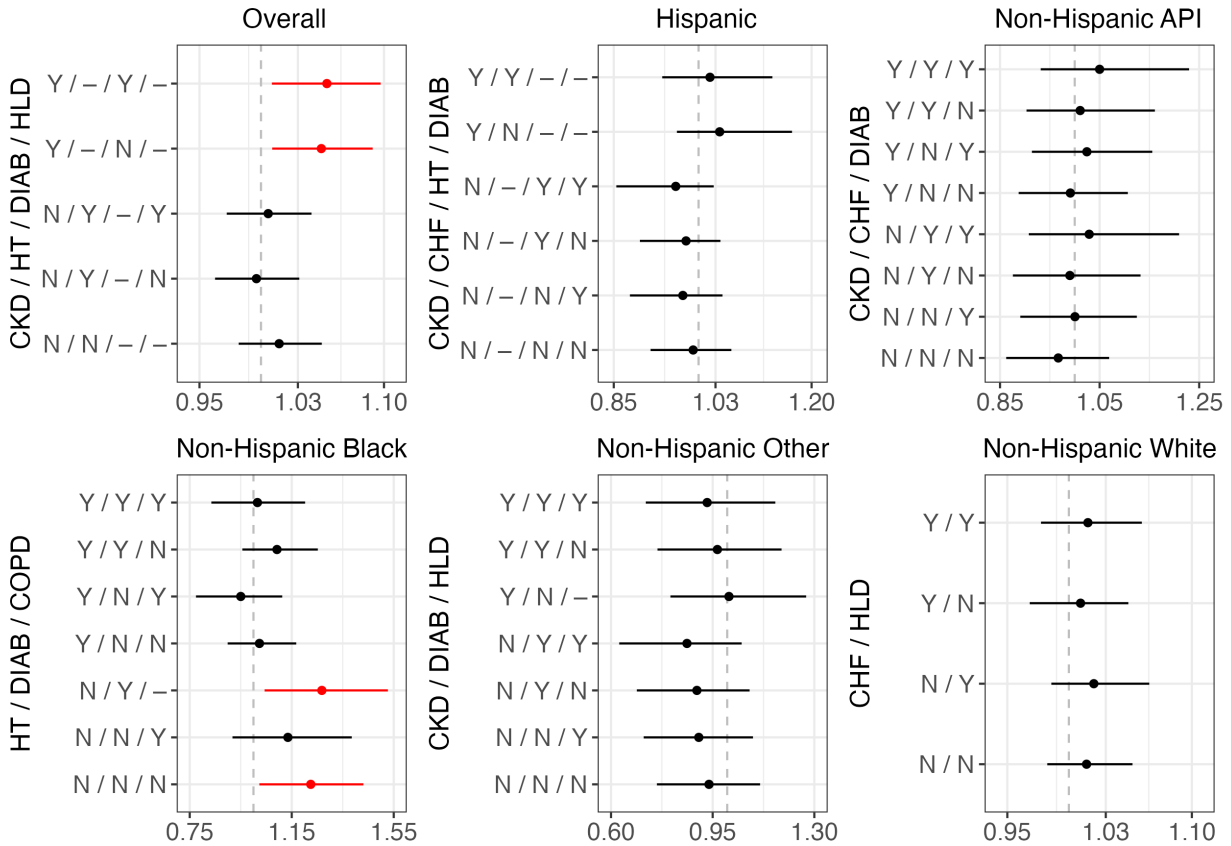 Overall
CKD / HT / DIAB / HLD
Y / – / Y / –
Y / – / N / –
N / Y / – / Y
N / Y / – / N
N / N / – / –
0.95 1.03 1.10
Hispanic
CKD / CHF / HT / DIAB
Y / Y / – / –
Y / N / – / –
N / – / Y / Y
N / – / Y / N
N / – / N / Y
N / – / N / N
0.85 1.03 1.20
Non-Hispanic API
CKD / CHF / DIAB
Y / Y / Y
Y / Y / N
Y / N / Y
Y / N / N
N / Y / Y
N / Y / N
N / N / Y
N / N / N
0.85 1.05 1.25
Non-Hispanic Black
HT / DIAB / COPD
Y / Y / Y
Y / Y / N
Y / N / Y
Y / N / N
N / Y / –
N / N / Y
N / N / N
0.75 1.15 1.55
Non-Hispanic Other
CKD / DIAB / HLD
Y / Y / Y
Y / Y / N
Y / N / –
N / Y / Y
N / Y / N
N / N / Y
N / N / N
0.60 0.95 1.30
Non-Hispanic White
CHF / HLD
Y / Y
Y / N
N / Y
N / N
0.95 1.03 1.10